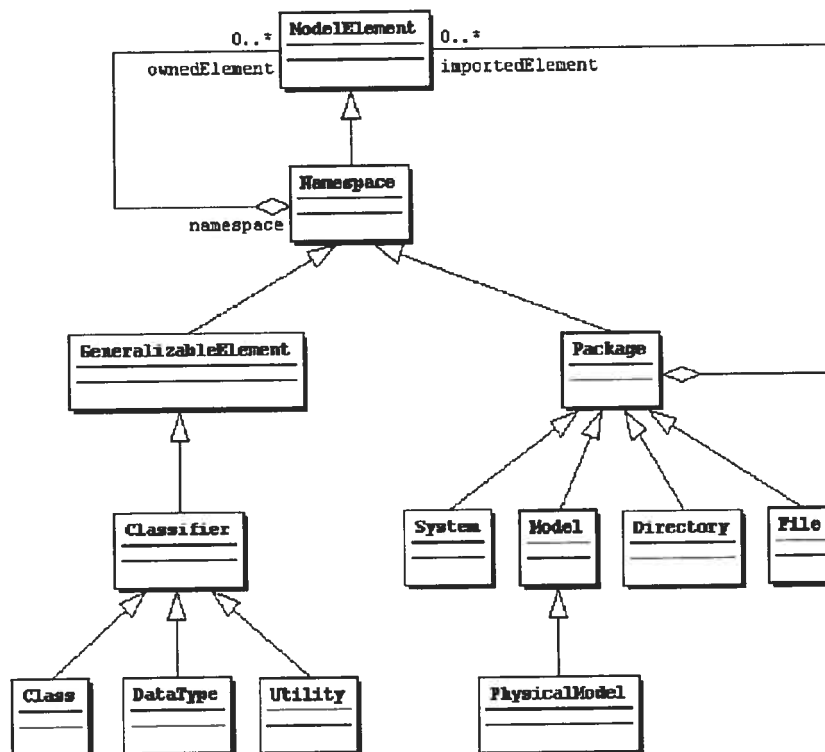 ModelElement
0..*
0..*
ownedElement
importedElement
Namespace
namespace
GeneralizableElement
Package
Classifier
System
Model
Directory
File
Class
DataType
Utility
PhysicalModel